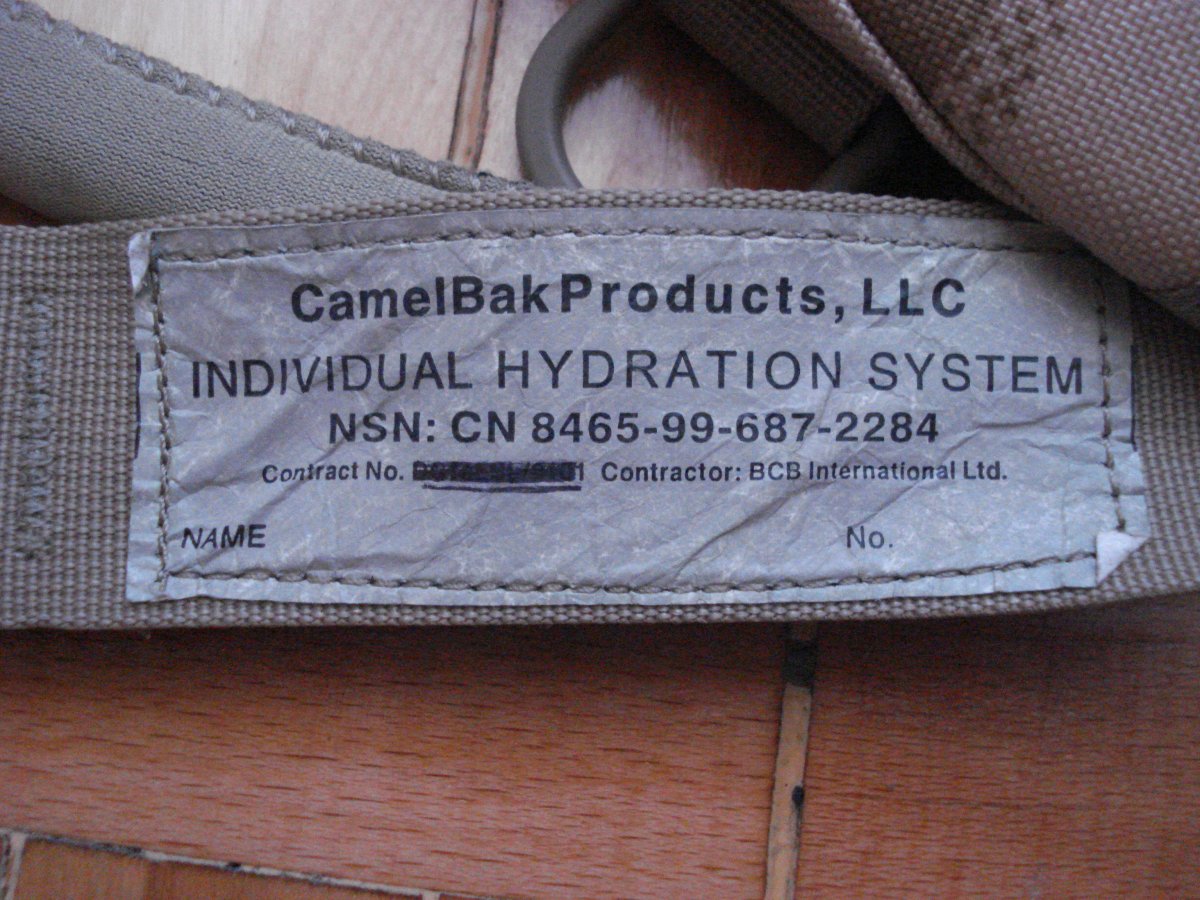 CamelBak Products, LLC
INDIVIDUAL HYDRATION SYSTEM
NSN: CN 8465-99-687-2284
Contract No. Contractor: BCB International Ltd.
NAME No.